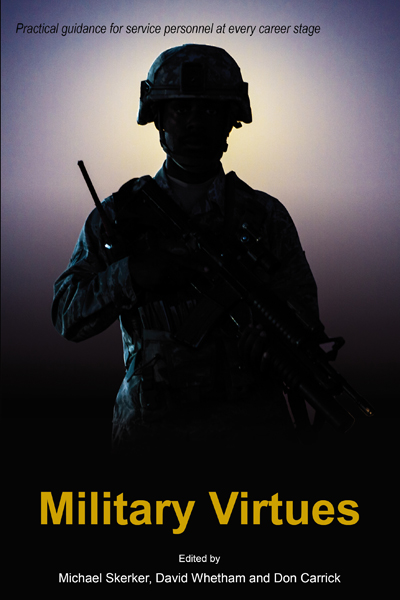 Practical guidance for service personnel at every career stage
Military Virtues
Edited by
Michael Skerker, David Whetham and Don Carrick